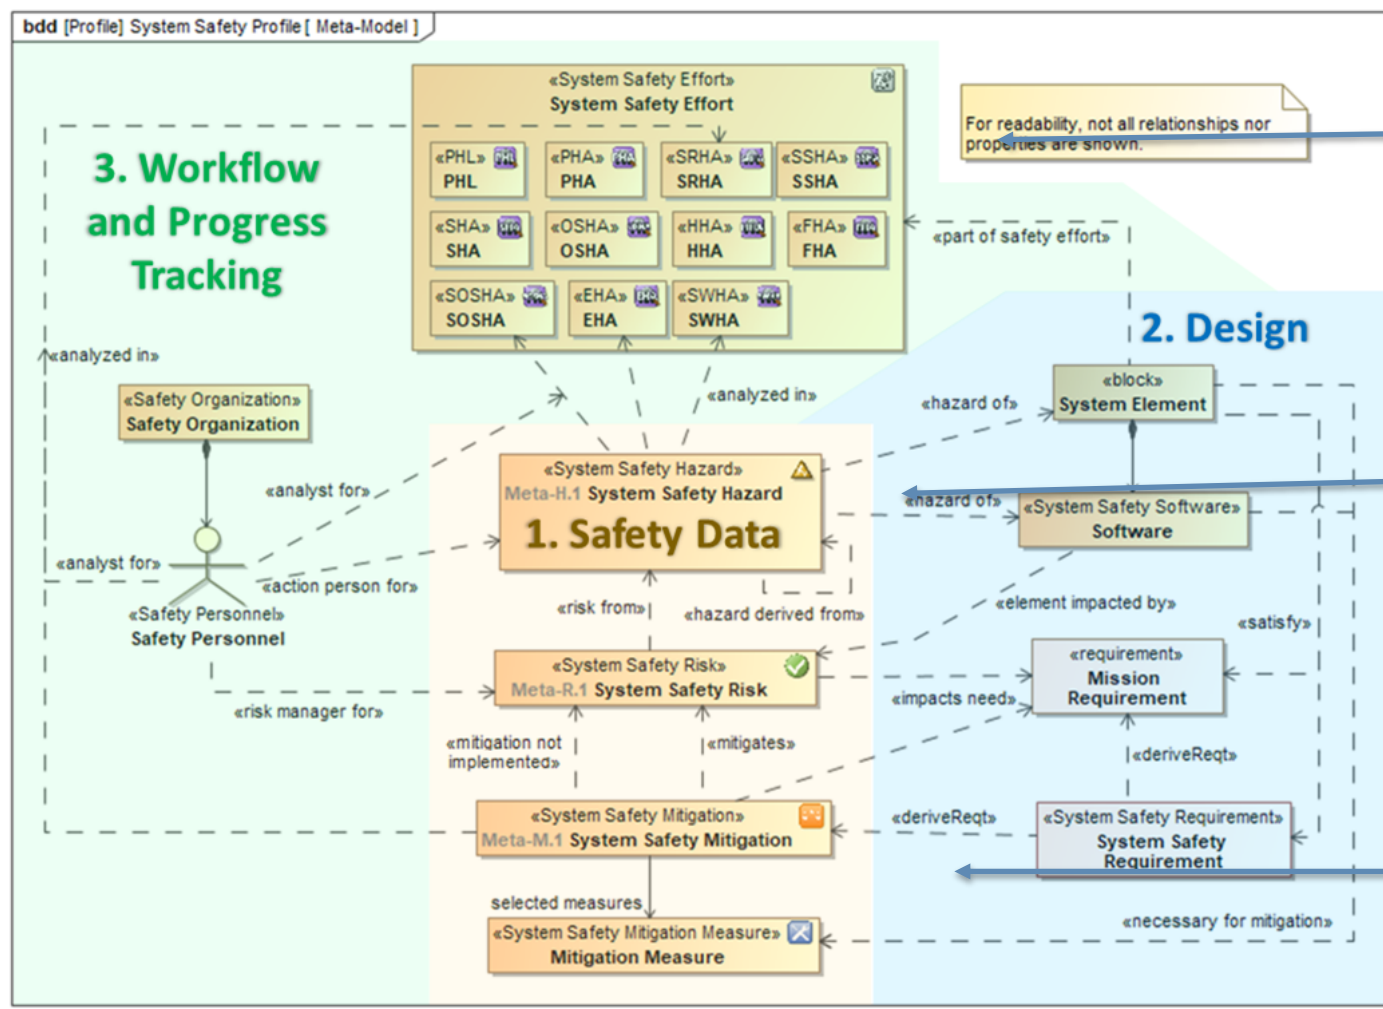 bdd [Profile] System Safety Profile [ Meta-Model ]
«System Safety Effort»
System Safety Effort
«PHL»
PHL
«PHA»
PHA
«SRHA»
SRHA
«SSHA»
SSHA
«SHA»
SHA
«OSHA»
OSHA
«HHA»
HHA
«FHA»
FHA
«SOSHA»
SOSHA
«EHA»
EHA
«SWHA»
SWHA
For readability, not all relationships nor
properties are shown.
3. Workflow
and Progress
Tracking
«part of safety effort»
2. Design
«analyzed in»
«Safety Organization»
Safety Organization
«analyzed in»
«hazard of»
«block»
System Element
«analyst for»
«System Safety Hazard»
Meta-H.1 System Safety Hazard
1. Safety Data
«hazard of»
«System Safety Software»
Software
«analyst for»
«action person for»
«Safety Personnel»
Safety Personnel
«risk from»
«hazard derived from»
«element impacted by»
«satisfy»
«System Safety Risk»
Meta-R.1 System Safety Risk
«requirement»
Mission
Requirement
«impacts need»
«risk manager for»
«mitigation not
implemented»
«mitigates»
«deriveReqt»
«System Safety Mitigation»
Meta-M.1 System Safety Mitigation
«deriveReqt»
«System Safety Requirement»
System Safety
Requirement
selected measures
«System Safety Mitigation Measure»
Mitigation Measure
«necessary for mitigation»